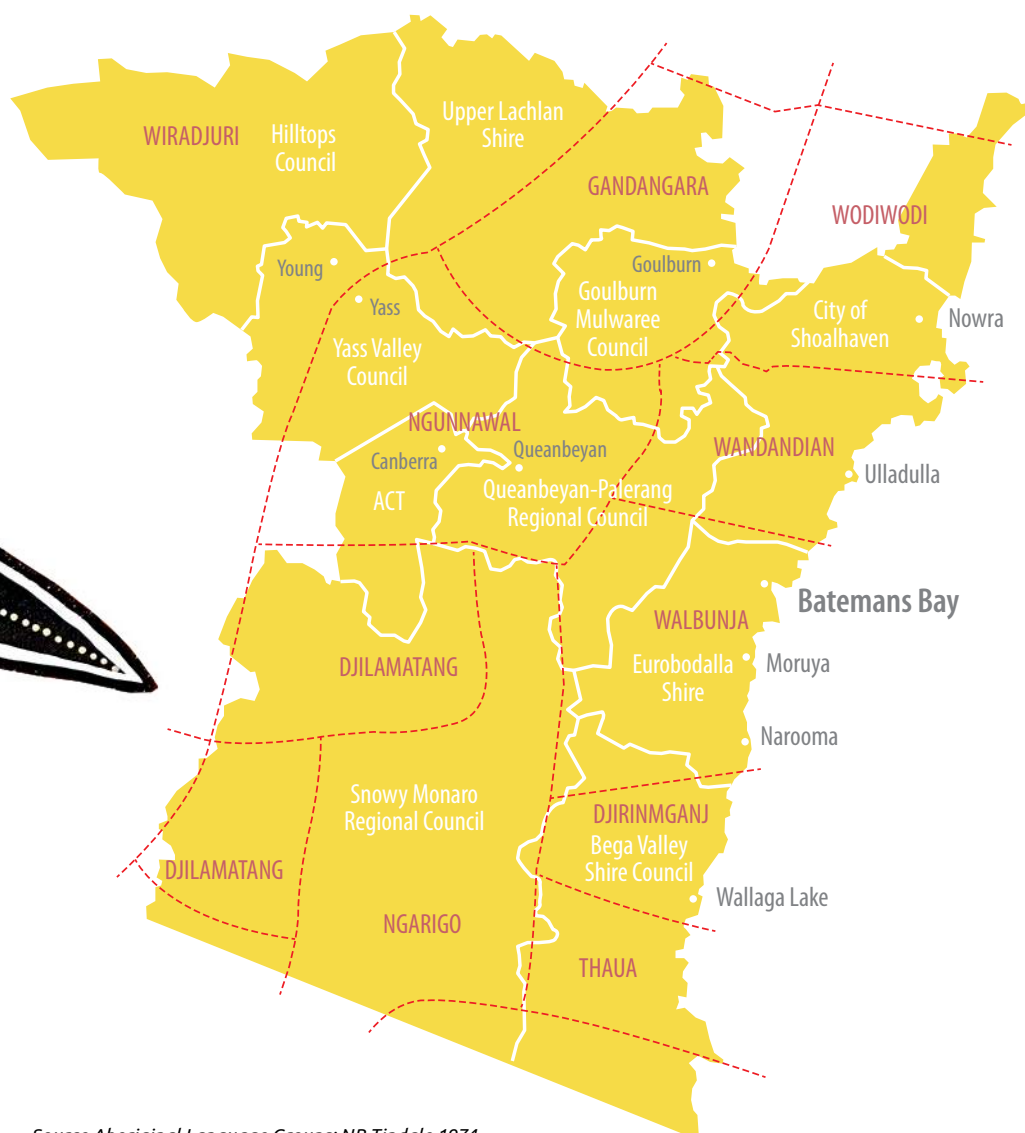 Upper Lachlan
Shire
WIRADJURI
Hilltops
Council
GANDANGARA
WODIWODI
Young
Goulburn
Yass
Goulburn
Mulwaree
Council
City of
Shoalhaven
Nowra
Yass Valley
Council
NGUNNAWAL
WANDANDIAN
Canberra
Queanbeyan
Ulladulla
ACT
Queanbeyan-Palerang
Regional Council
Batemans Bay
WALBUNJA
DJILAMATANG
Eurobodalla
Shire
Moruya
Narooma
Snowy Monaro
Regional Council
DJIRINMGANJ
Bega Valley
Shire Council
DJILAMATANG
Wallaga Lake
NGARIGO
THAUA